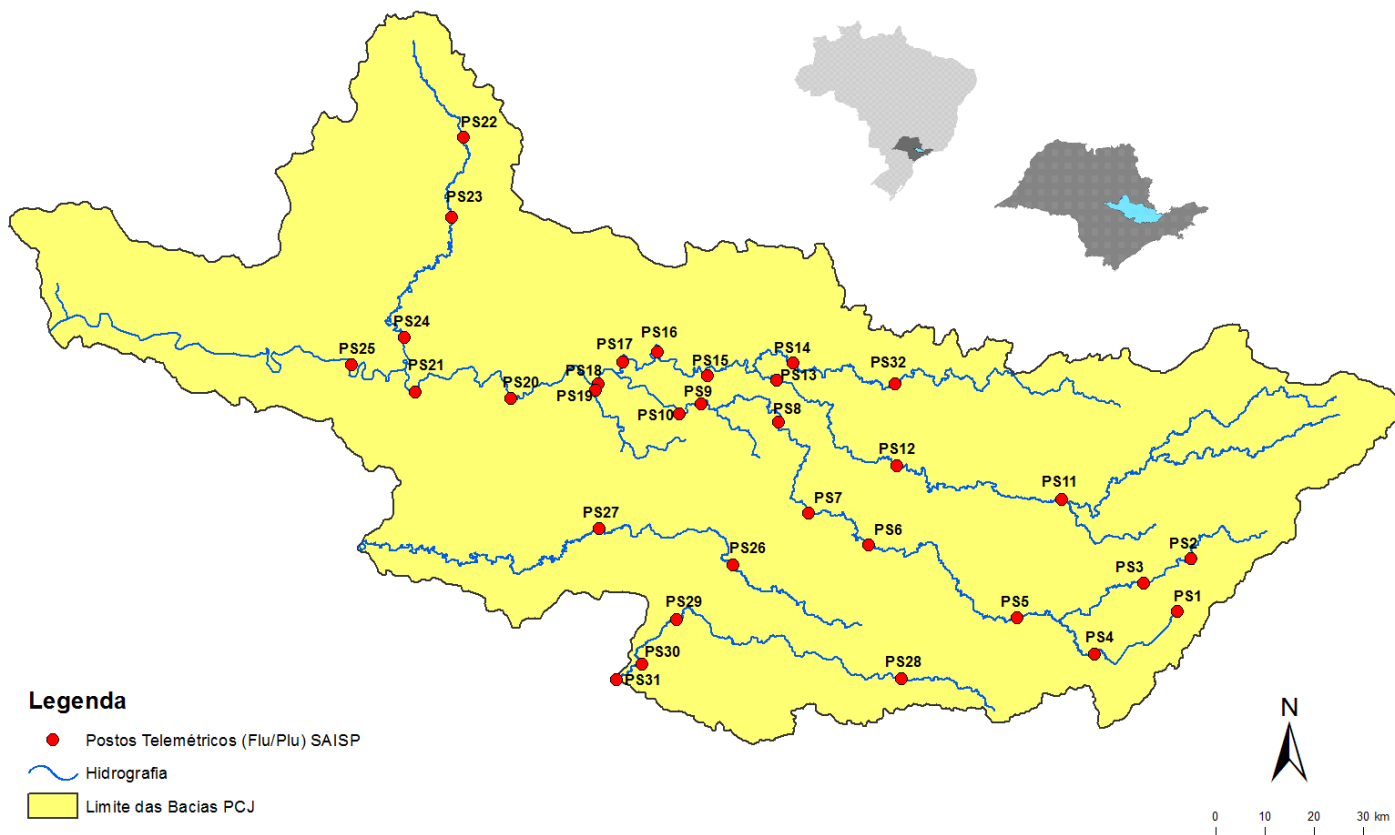 PS22
PS23
PS24
PS25
PS21
PS20
PS16
PS17
PS15
PS14
PS13
PS32
PS18
PS19
PS9
PS10
PS8
PS12
PS11
PS7
PS27
PS6
PS26
PS2
PS3
PS1
PS5
PS29
PS4
PS30
PS31
PS28
Legenda
Postos Telemétricos (Flu/Plu) SAISP
Hidrografia
Limite das Bacias PCJ
N
0 10 20 30 km